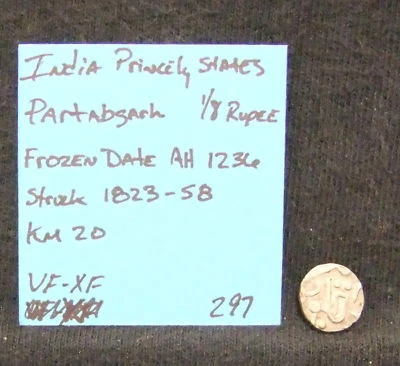 India Princely States
Partabgarh 1/8 Rupee
Frozen Date AH 1236
Struck 1823-58
KM 20
VF-XF
297